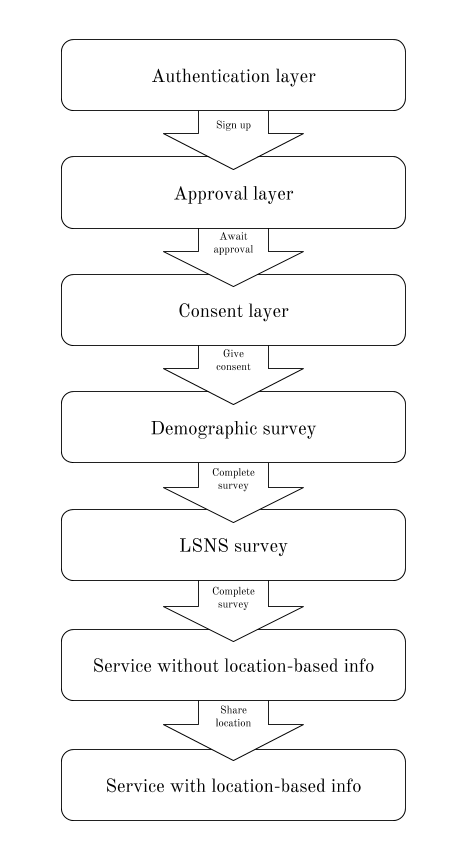 Authentication layer
Sign up
Approval layer
Await
approval
Consent layer
Give
consent
Demographic survey
Complete
survey
LSNS survey
Complete
survey
Service without location-based info
Share
location
Service with location-based info